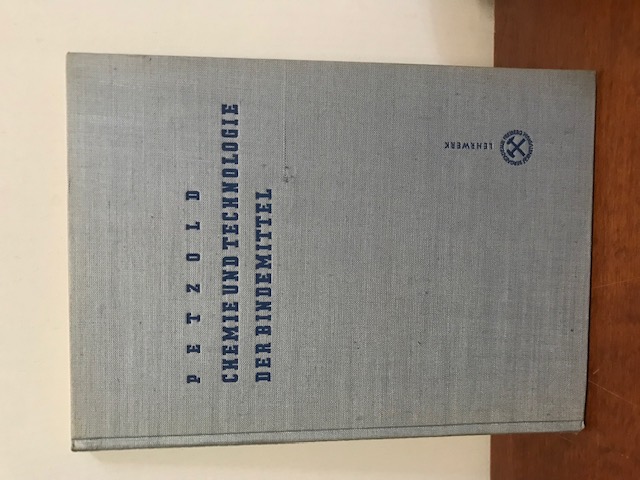 PETZOLD
CHEMIE UND TECHNOLOGIE
DER BINDEMITTEL
LEHRWERK